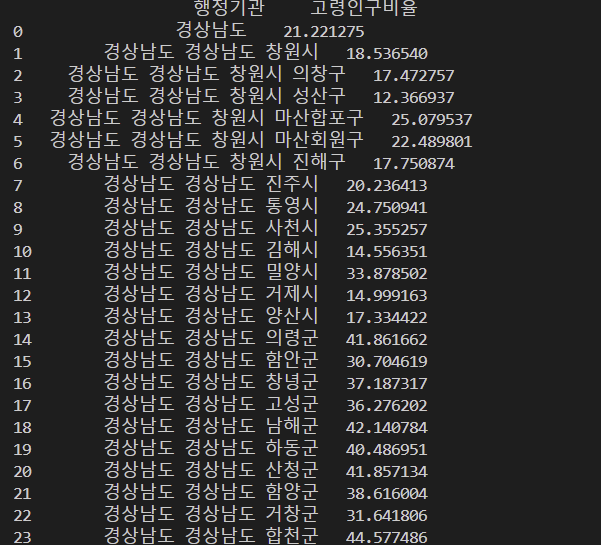 행정기관 고령인구비율
0 경상남도 21.221275
1 경상남도 경상남도 창원시 18.536540
2 경상남도 경상남도 창원시 의창구 17.472757
3 경상남도 경상남도 창원시 성산구 12.366937
4 경상남도 경상남도 창원시 마산합포구 25.079537
5 경상남도 경상남도 창원시 마산회원구 22.489801
6 경상남도 경상남도 창원시 진해구 17.750874
7 경상남도 경상남도 진주시 20.236413
8 경상남도 경상남도 통영시 24.750941
9 경상남도 경상남도 사천시 25.355257
10 경상남도 경상남도 김해시 14.556351
11 경상남도 경상남도 밀양시 33.878502
12 경상남도 경상남도 거제시 14.999163
13 경상남도 경상남도 양산시 17.334422
14 경상남도 경상남도 의령군 41.861662
15 경상남도 경상남도 함안군 30.704619
16 경상남도 경상남도 창녕군 37.187317
17 경상남도 경상남도 고성군 36.276202
18 경상남도 경상남도 남해군 42.140784
19 경상남도 경상남도 하동군 40.486951
20 경상남도 경상남도 산청군 41.857134
21 경상남도 경상남도 함양군 38.616004
22 경상남도 경상남도 거창군 31.641806
23 경상남도 경상남도 합천군 44.577486